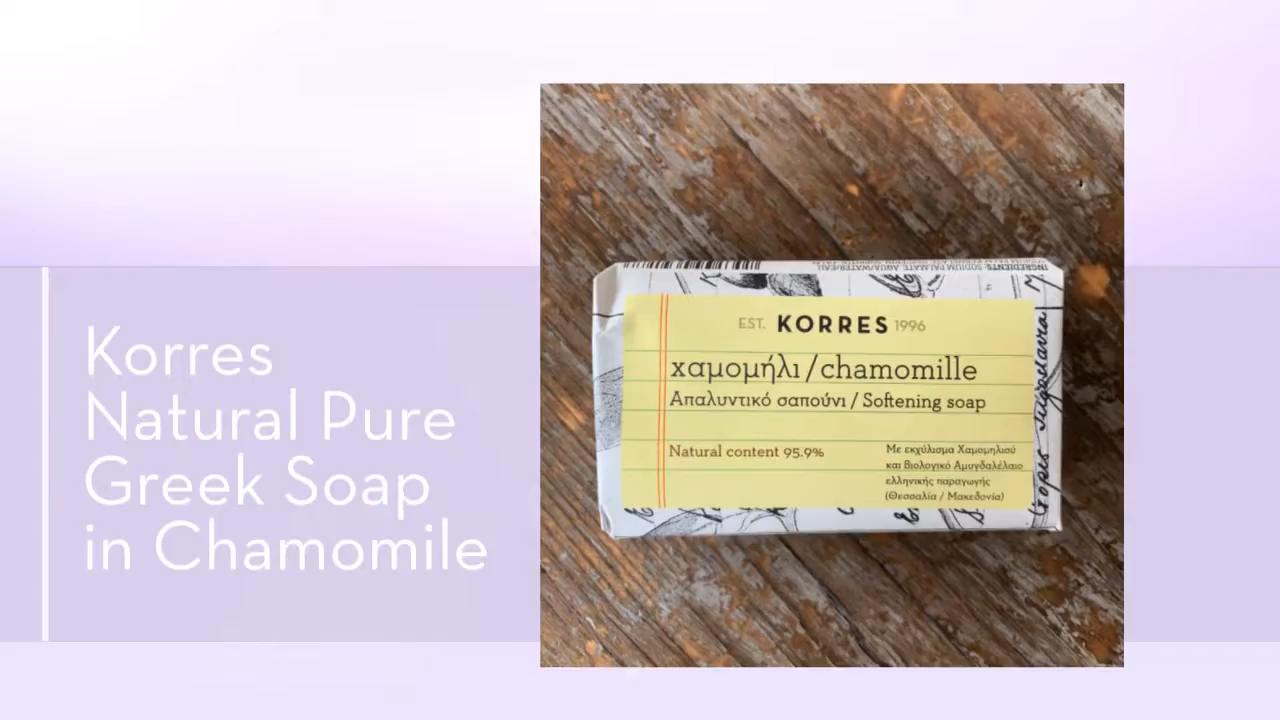 Korres
Natural Pure
Greek Soap
in Chamomile
EST. KORRES 1996
χαμομήλι / chamomille
Απαλυντικό σαπούνι / Softening soap
Natural content 95.9%
Με εκχύλισμα Χαμομηλιού
και Βιολογικό Αμυγδαλέλαιο
ελληνικής παραγωγής
(Θεσσαλία / Μακεδονία)